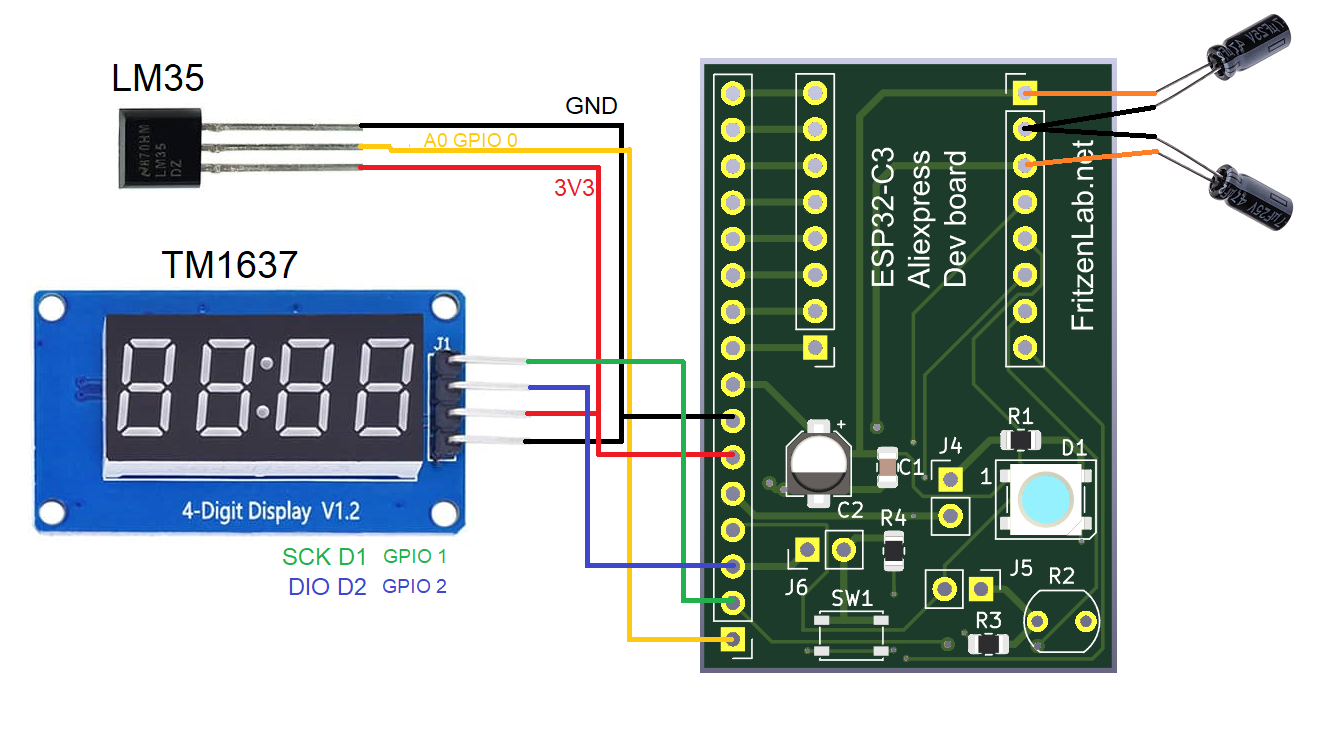 LM35
GND
A0 GPIO 0
3V3
LM35
DZ
TM1637
J1
4-Digit Display V1.2
SCK D1 GPIO 1
DIO D2 GPIO 2
ESP32-C3
Aliexpress
Dev board
FritzenLab.net
+
C1
C2
J4
1
R1
D1
R4
J6
SW1
J5
R2
R3